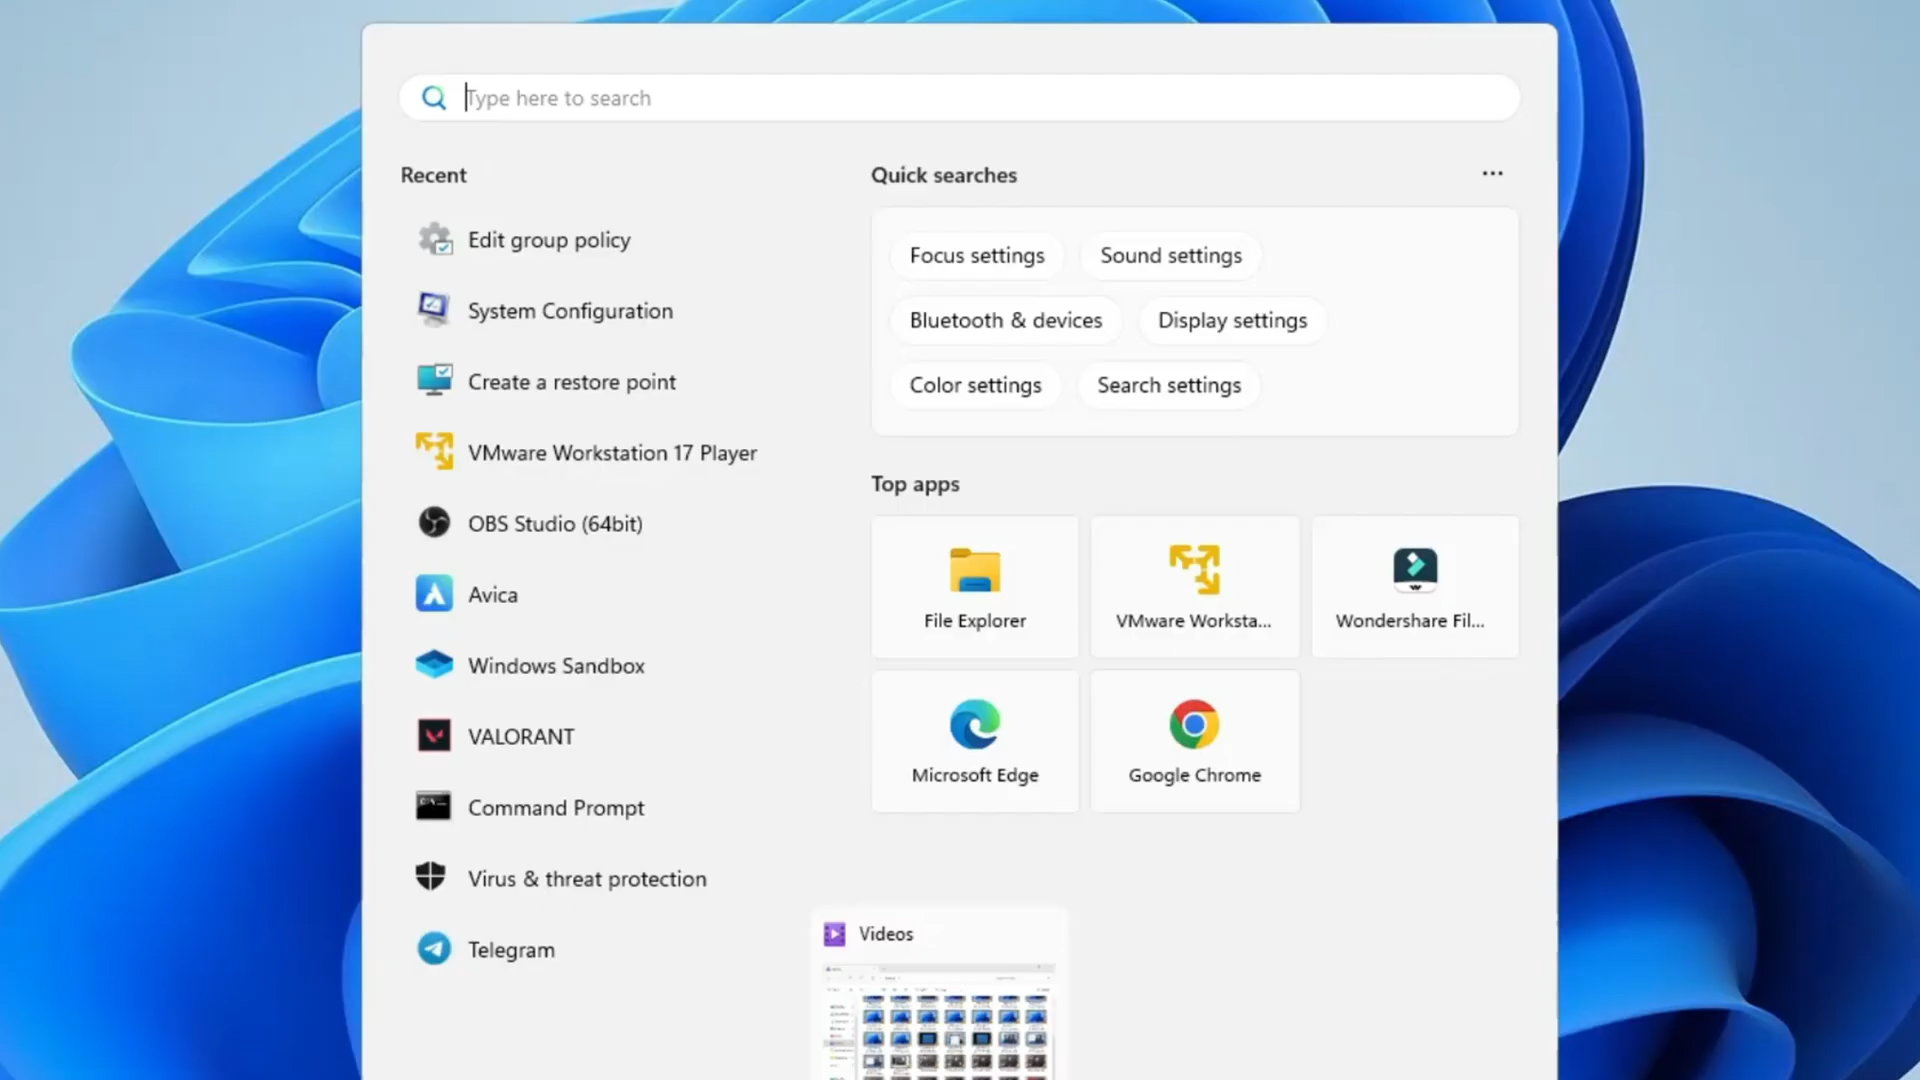 Type here to search
Recent
Quick searches
Edit group policy
System Configuration
Create a restore point
VMware Workstation 17 Player
OBS Studio (64bit)
Avica
Windows Sandbox
VALORANT
Command Prompt
Virus & threat protection
Telegram
Focus settings
Sound settings
Bluetooth & devices
Display settings
Color settings
Search settings
Top apps
File Explorer
VMware Worksta...
Wondershare Fil...
Microsoft Edge
Google Chrome
Videos